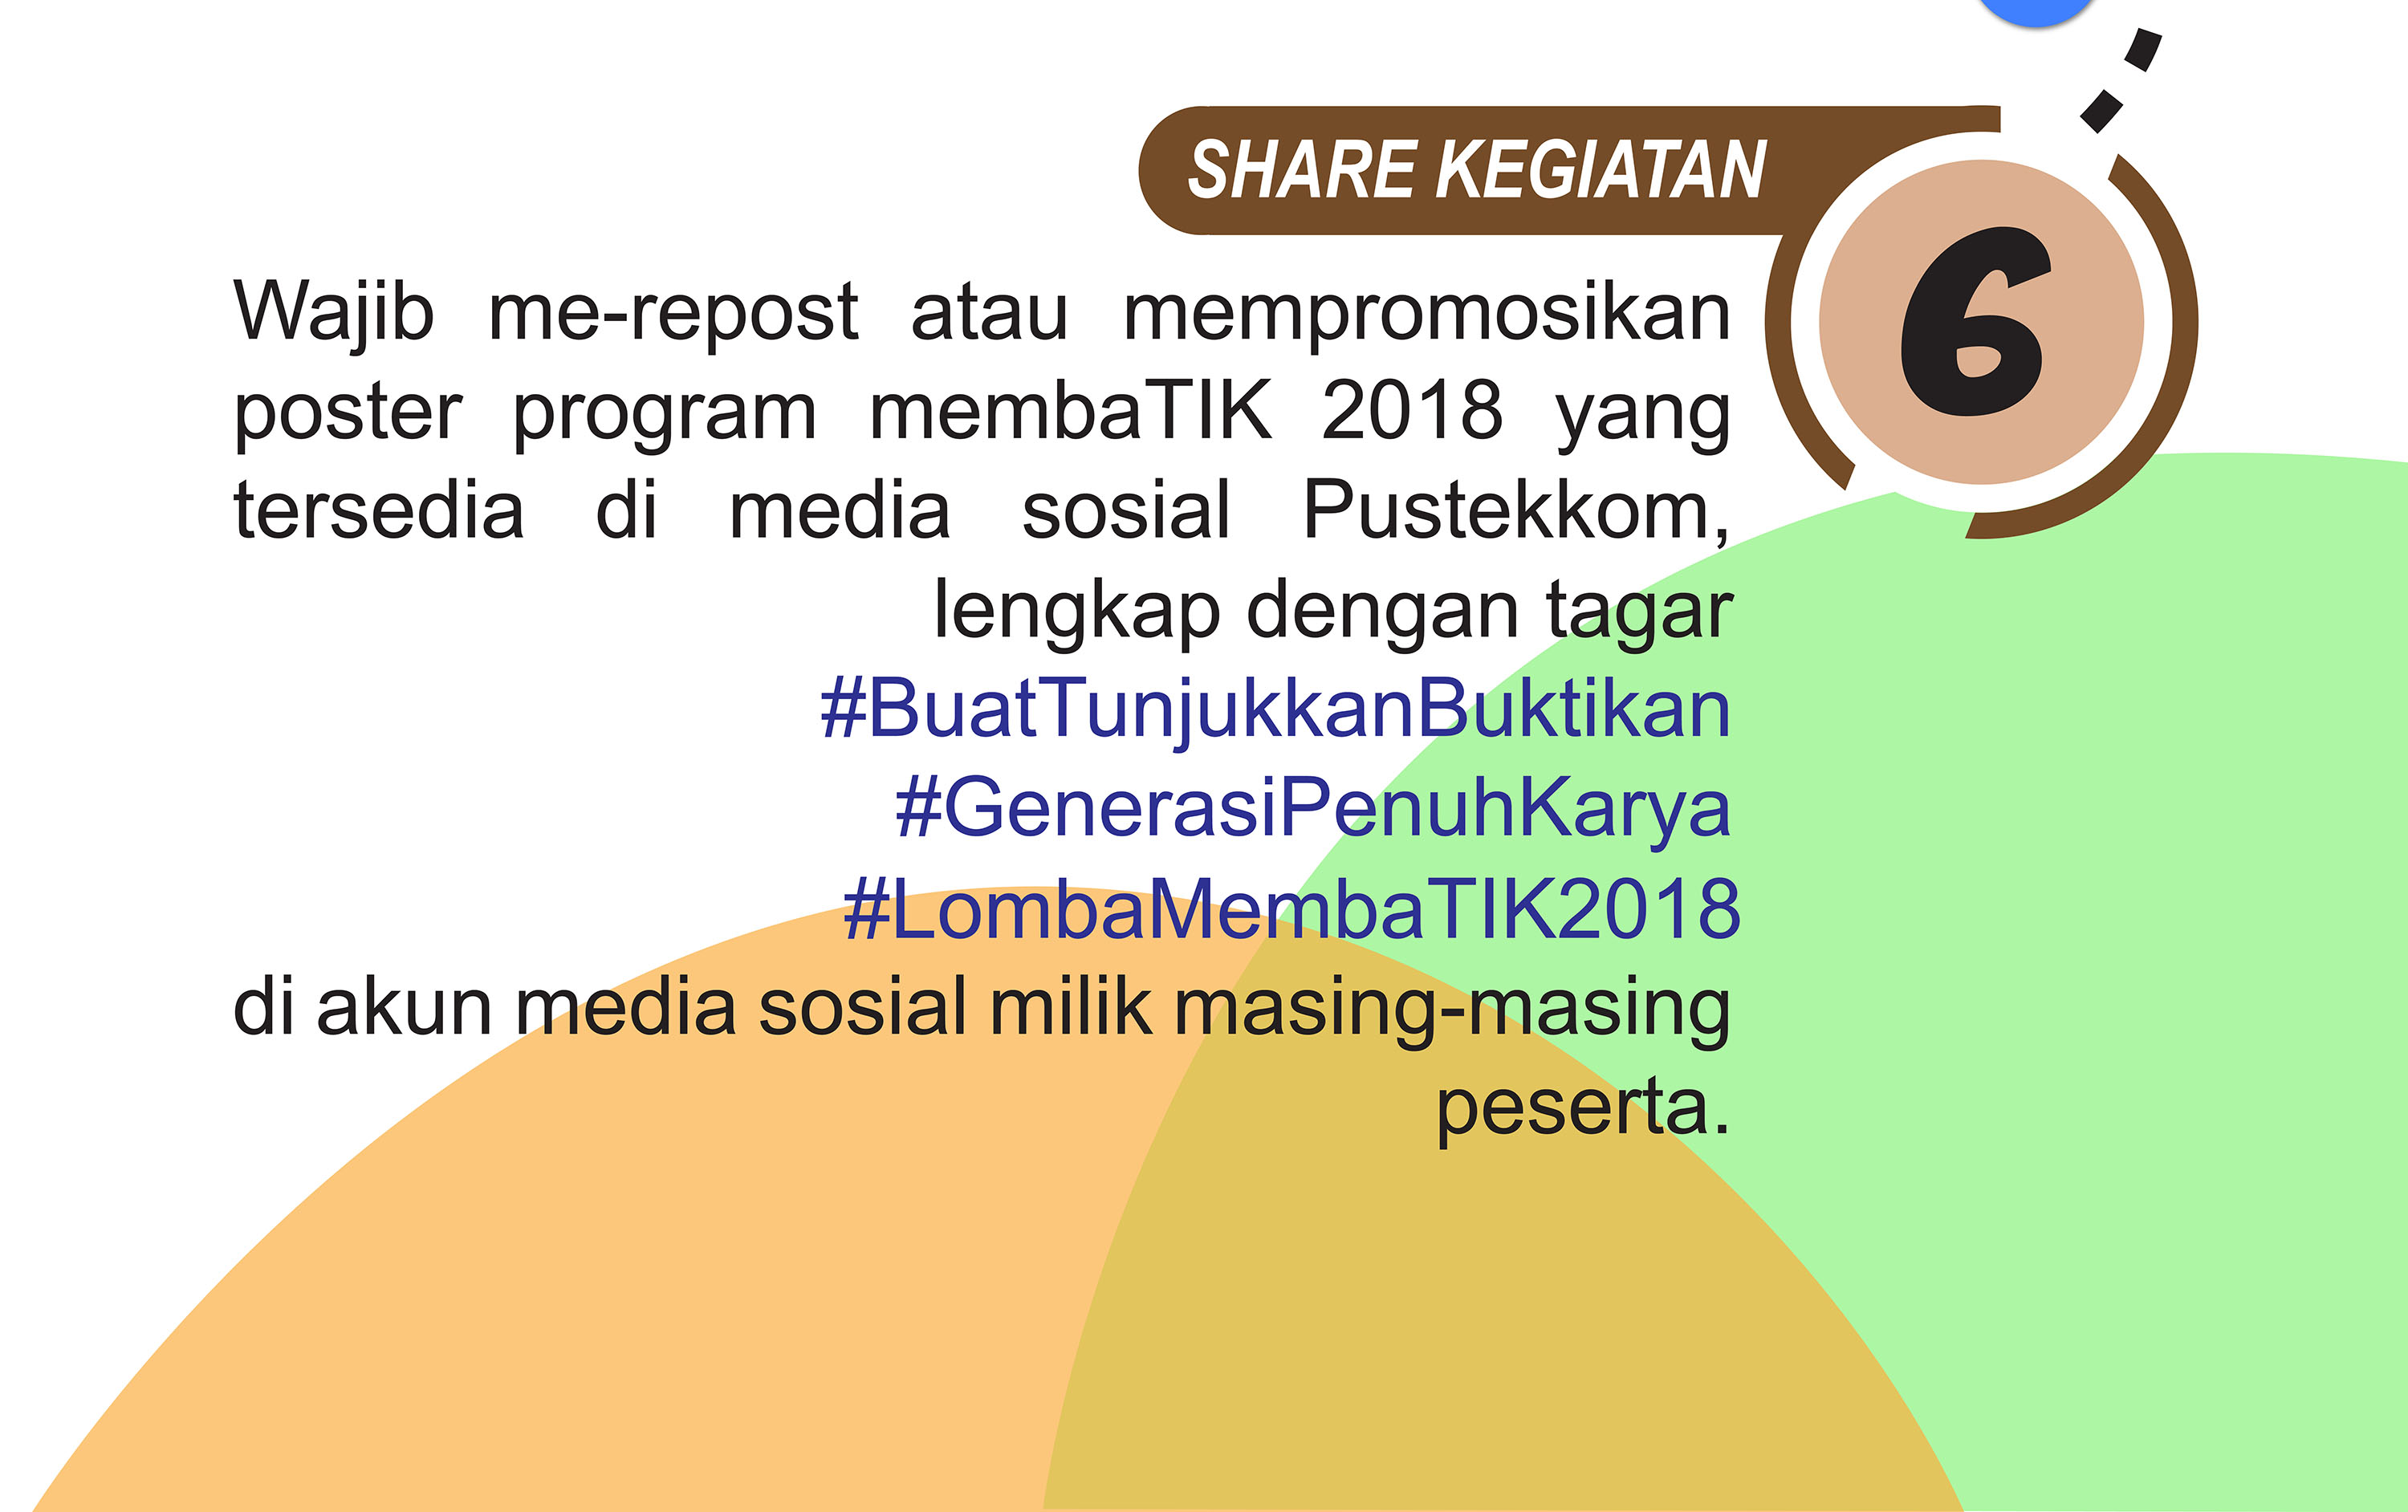 SHARE KEGIATAN
6
Wajib me-repost atau mempromosikan
poster program membaTIK 2018 yang
tersedia di media sosial Pustekkom,
lengkap dengan tagar
#BuatTunjukkanBuktikan
#GenerasiPenuhKarya
#LombaMembaTIK2018
di akun media sosial milik masing-masing
peserta.